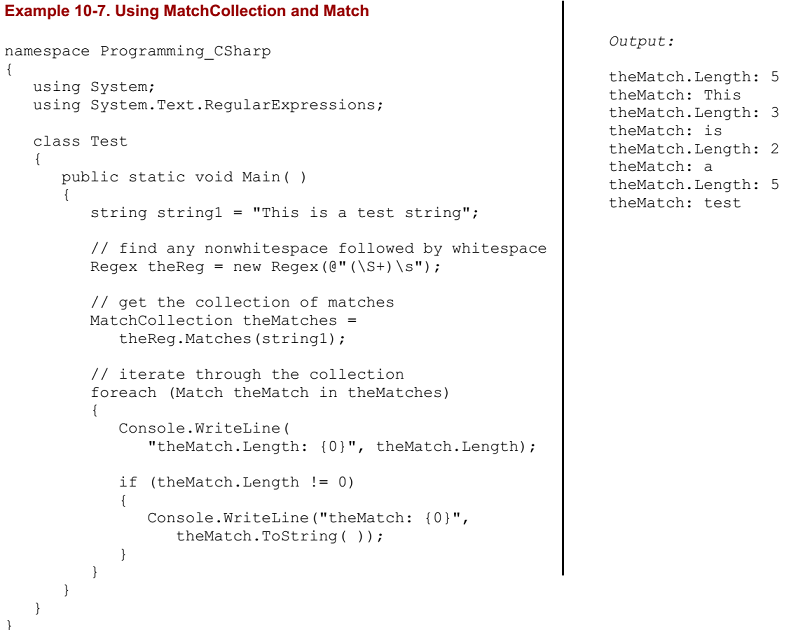 Example 10-7. Using MatchCollection and Match
namespace Programming_CSharp
{
   using System;
   using System.Text.RegularExpressions;

   class Test
   {
      public static void Main( )
      {
         string string1 = "This is a test string";

         // find any nonwhitespace followed by whitespace
         Regex theReg = new Regex(@"(\S+)\s");

         // get the collection of matches
         MatchCollection theMatches =
            theReg.Matches(string1);

         // iterate through the collection
         foreach (Match theMatch in theMatches)
         {
            Console.WriteLine(
               "theMatch.Length: {0}", theMatch.Length);

            if (theMatch.Length != 0)
            {
               Console.WriteLine("theMatch: {0}",
                  theMatch.ToString( ));
            }
         }
      }
   }
}
Output:
theMatch.Length: 5
theMatch: This
theMatch.Length: 3
theMatch: is
theMatch.Length: 2
theMatch: a
theMatch.Length: 5
theMatch: test